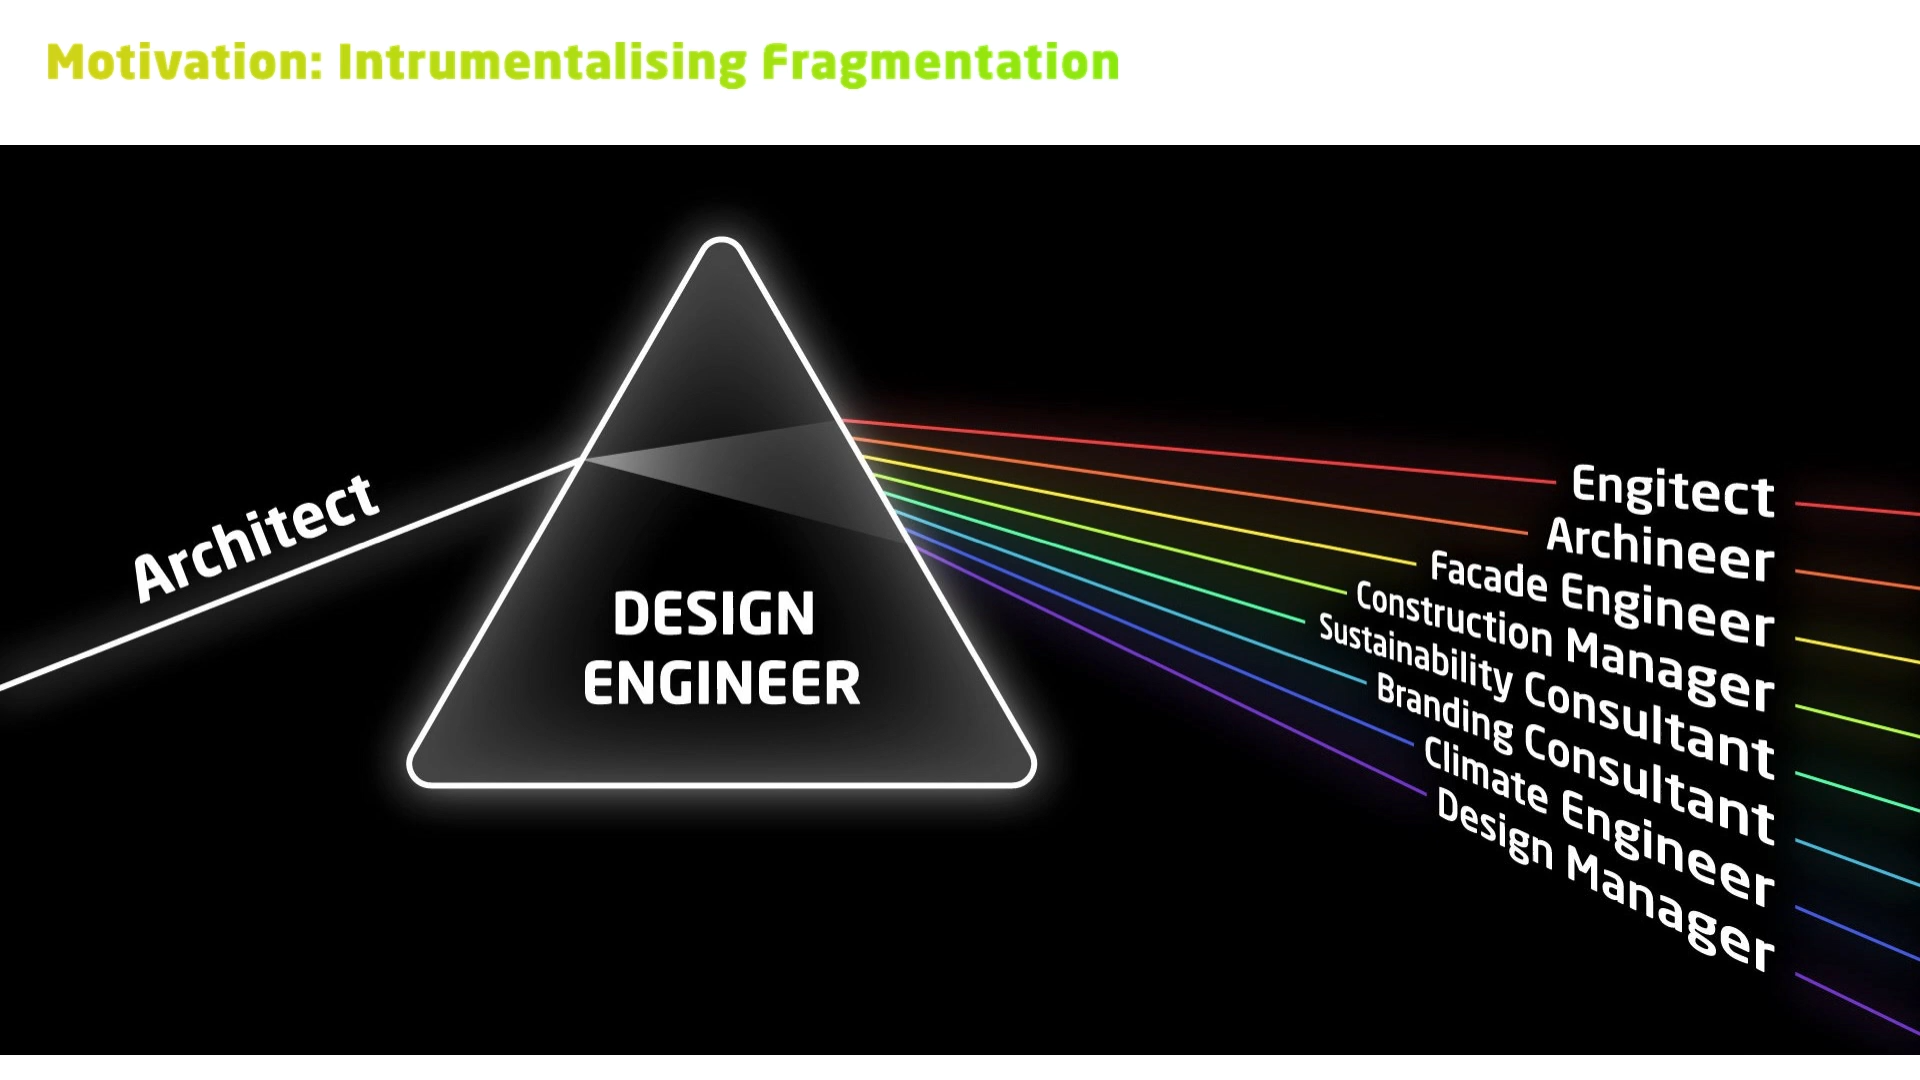 Motivation: Intrumentalising Fragmentation
Architect
DESIGN
ENGINEER
Engitect
Archineer
Facade Engineer
Construction Manager
Sustainability Consultant
Branding Consultant
Climate Engineer
Design Manager